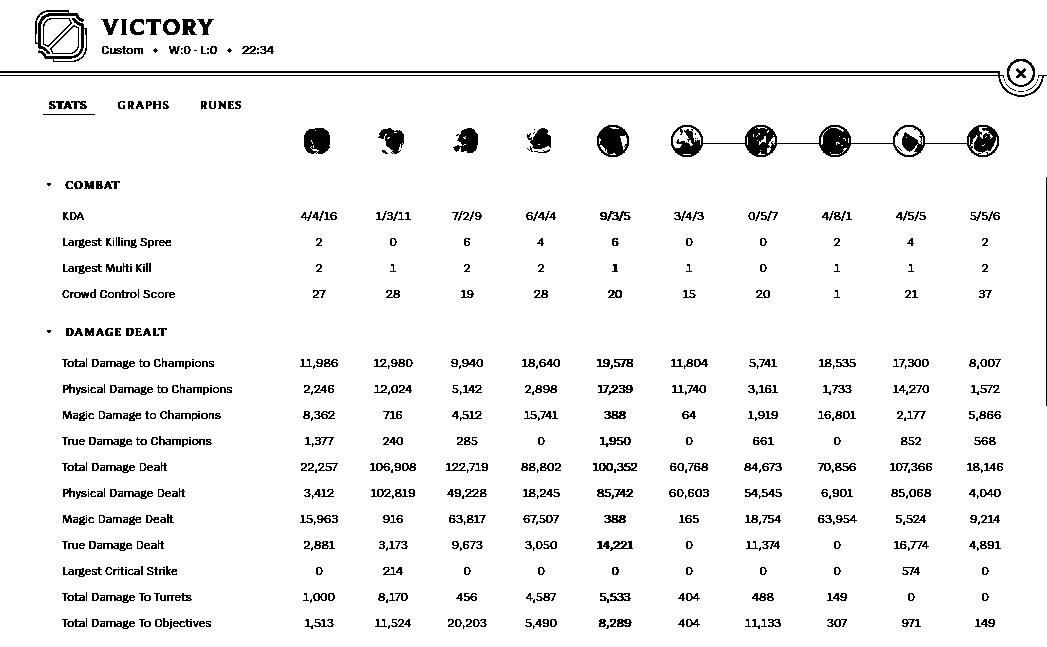 VICTORY
Custom • W:0 - L:0 • 22:34
STATS GRAPHS RUNES
COMBAT
KDA 4/4/16 1/3/11 7/2/9 6/4/4 9/3/5 3/4/3 0/5/7 4/8/1 4/5/5 5/5/6
Largest Killing Spree 2 0 6 4 6 0 0 2 4 2
Largest Multi Kill 2 1 2 2 1 1 0 1 1 2
Crowd Control Score 27 28 19 28 20 15 20 1 21 37
DAMAGE DEALT
Total Damage to Champions 11,986 12,980 9,940 18,640 19,578 11,804 5,741 18,535 17,300 8,007
Physical Damage to Champions 2,246 12,024 5,142 2,898 17,239 11,740 3,161 1,733 14,270 1,572
Magic Damage to Champions 8,362 716 4,512 15,741 388 64 1,919 16,801 2,177 5,866
True Damage to Champions 1,377 240 285 0 1,950 0 661 0 852 568
Total Damage Dealt 22,257 106,908 122,719 88,802 100,352 60,768 84,673 70,856 107,366 18,146
Physical Damage Dealt 3,412 102,819 49,228 18,245 85,742 60,603 54,545 6,901 85,068 4,040
Magic Damage Dealt 15,963 916 63,817 67,507 388 165 18,754 63,954 5,524 9,214
True Damage Dealt 2,881 3,173 9,673 3,050 14,221 0 11,374 0 16,774 4,891
Largest Critical Strike 0 214 0 0 0 0 0 0 574 0
Total Damage To Turrets 1,000 8,170 456 4,587 5,533 404 488 149 0 0
Total Damage To Objectives 1,513 11,524 20,203 5,490 8,289 404 11,133 307 971 149